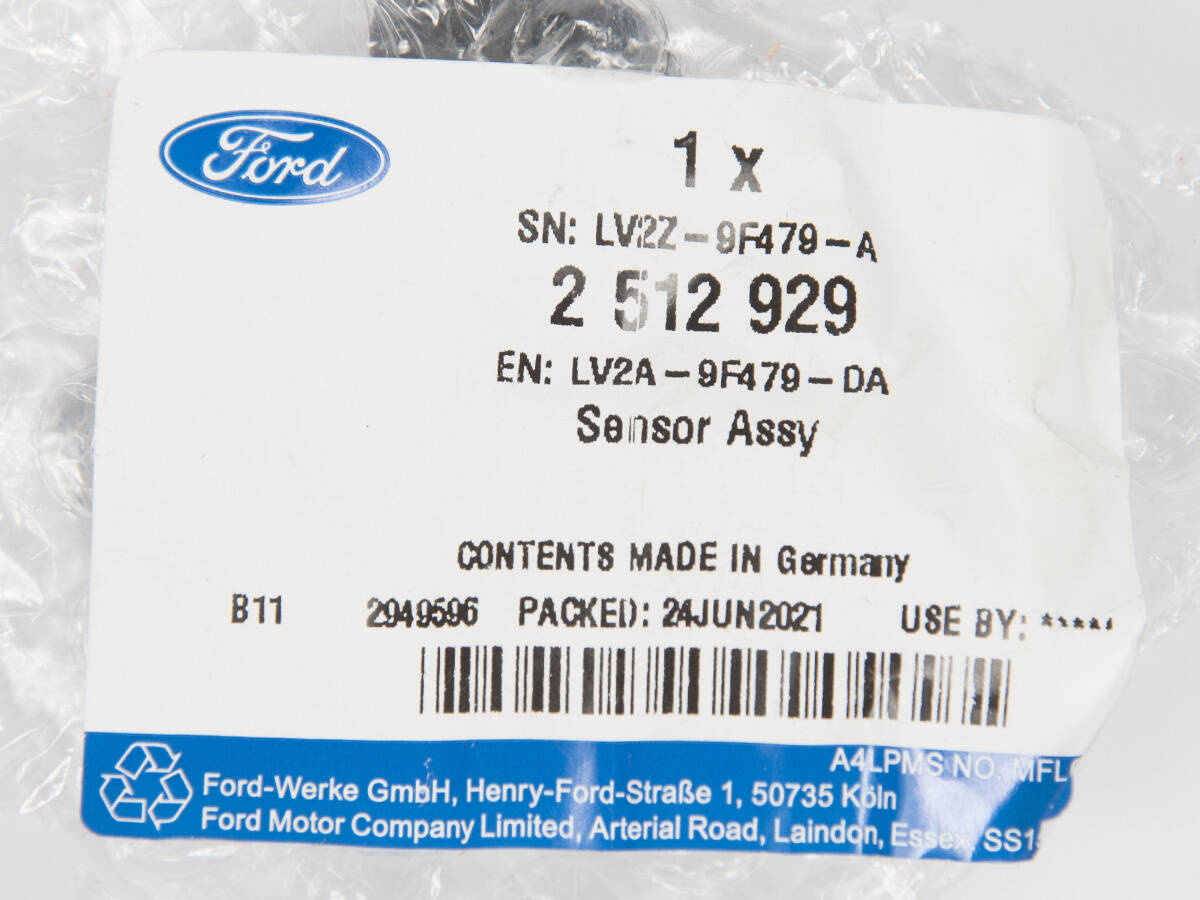 Ford
1 x
SN: LV2Z-9F479-A
2 512 929
EN: LV2A-9F479-DA
Sensor Assy
CONTENTS MADE IN Germany
B11 2949596 PACKED: 24JUN2021 USE BY: *****
A4LPMS NO. MFL
Ford-Werke GmbH, Henry-Ford-Straße 1, 50735 Köln
Ford Motor Company Limited, Arterial Road, Laindon, Essex, SS15